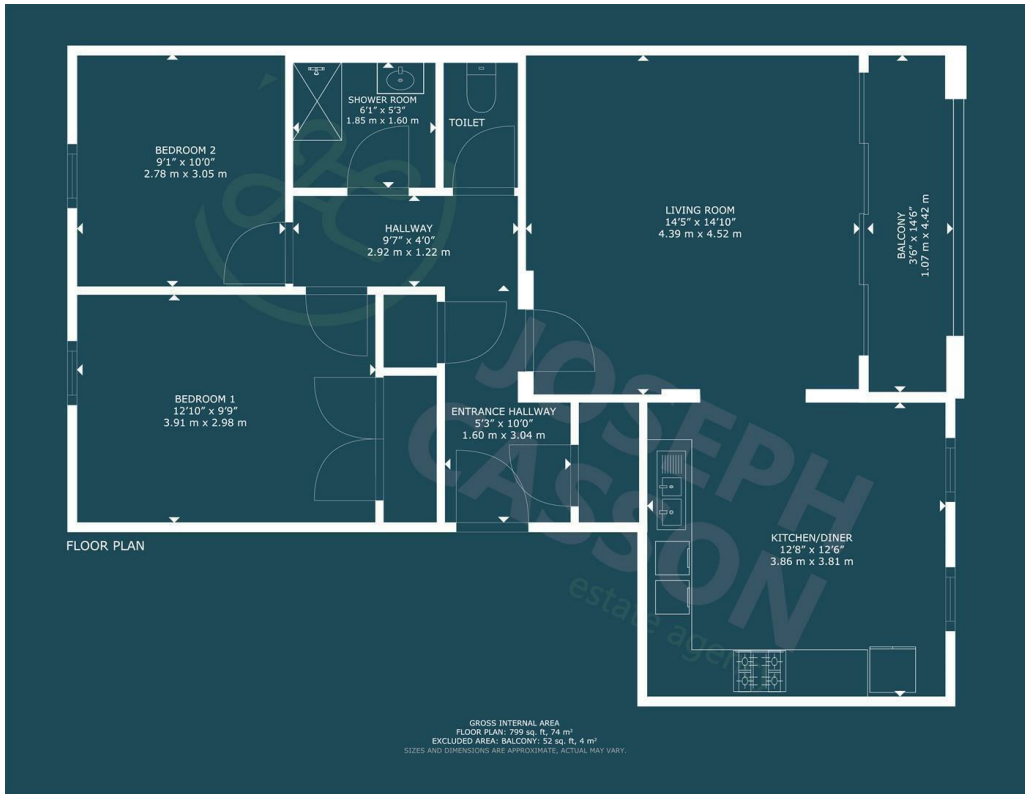 SHOWER ROOM
6'1" x 5'3"
1.85 m x 1.60 m
TOILET
BEDROOM 2
9'1" x 10'0"
2.78 m x 3.05 m
HALLWAY
9'7" x 4'0"
2.92 m x 1.22 m
LIVING ROOM
14'5" x 14'10"
4.39 m x 4.52 m
BALCONY
3'6" x 14'6"
1.07 m x 4.42 m
BEDROOM 1
12'10" x 9'9"
3.91 m x 2.98 m
ENTRANCE HALLWAY
5'3" x 10'0"
1.60 m x 3.04 m
KITCHEN/DINER
12'8" x 12'6"
3.86 m x 3.81 m
JOSEPH
CASSON
estate agency
FLOOR PLAN
GROSS INTERNAL AREA
FLOOR PLAN: 799 sq. ft, 74 m²
EXCLUDED AREA: BALCONY: 52 sq. ft, 4 m²
SIZES AND DIMENSIONS ARE APPROXIMATE, ACTUAL MAY VARY.